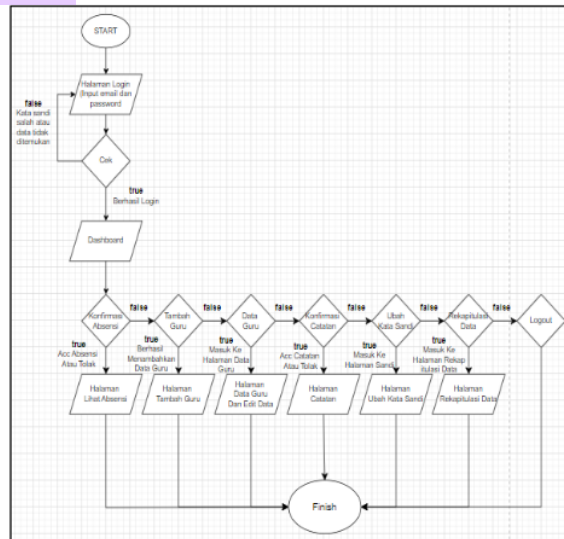 START
Halaman Login
(Input email dan
password
false
Kata sandi
salah atau
data tidak
ditemukan
Cek
true
Berhasil Login
Dashboard
Konfirmasi
Absensi
false
Tambah
Guru
false
Data
Guru
false
Konfirmasi
Catatan
false
Ubah
Kata Sandi
false
Rekapitulasi
Data
false
Logout
true
Acc Absensi
Atau Tolak
true
Berhasil
Menambahkan
Data Guru
true
Masuk Ke
Halaman Data
Guru
true
Acc Catatan
Atau Tolak
true
Masuk Ke
Halaman Sandi
true
Masuk Ke
Halaman Rekap
itulasi Data
Halaman
Lihat Absensi
Halaman
Tambah Guru
Halaman
Data Guru
Dan Edit Data
Halaman
Catatan
Halaman
Ubah Kata Sandi
Halaman
Rekapitulasi Data
Finish